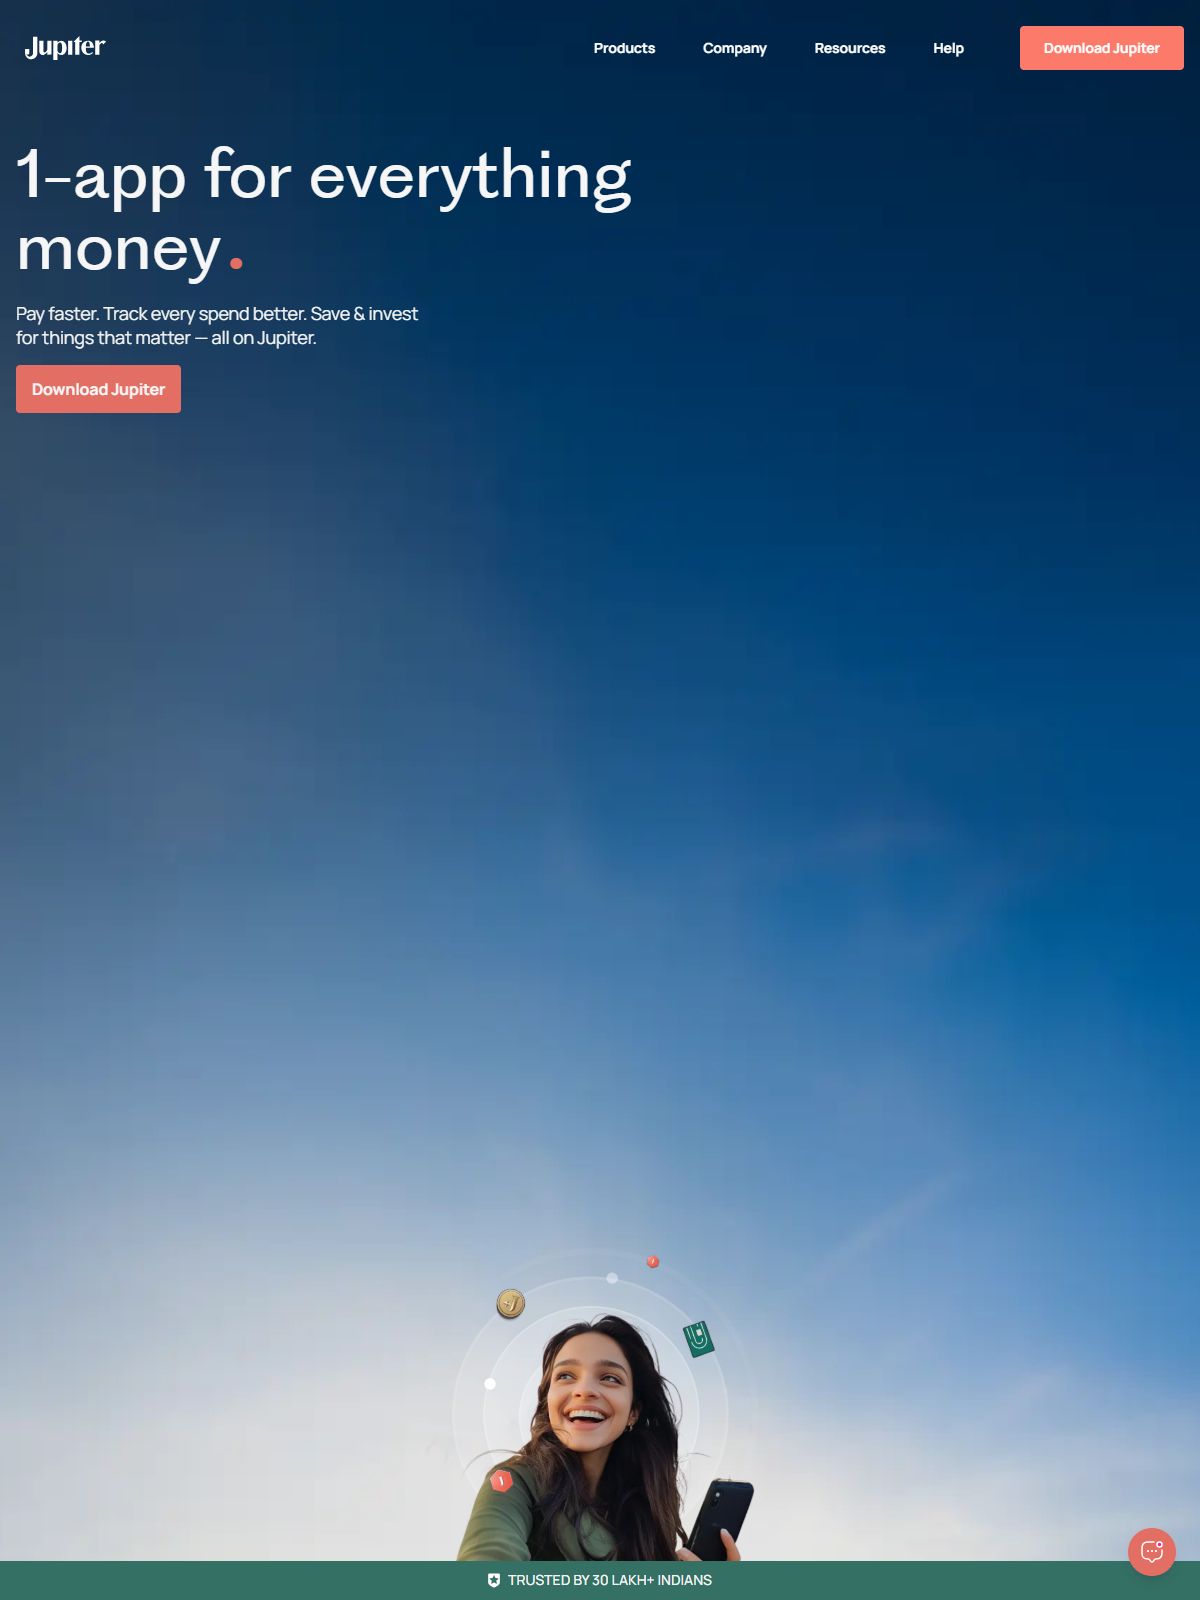 Jupiter
Products
Company
Resources
Help
Download Jupiter
1-app for everything
money.
Pay faster. Track every spend better. Save & invest
for things that matter — all on Jupiter.
Download Jupiter
TRUSTED BY 30 LAKH+ INDIANS